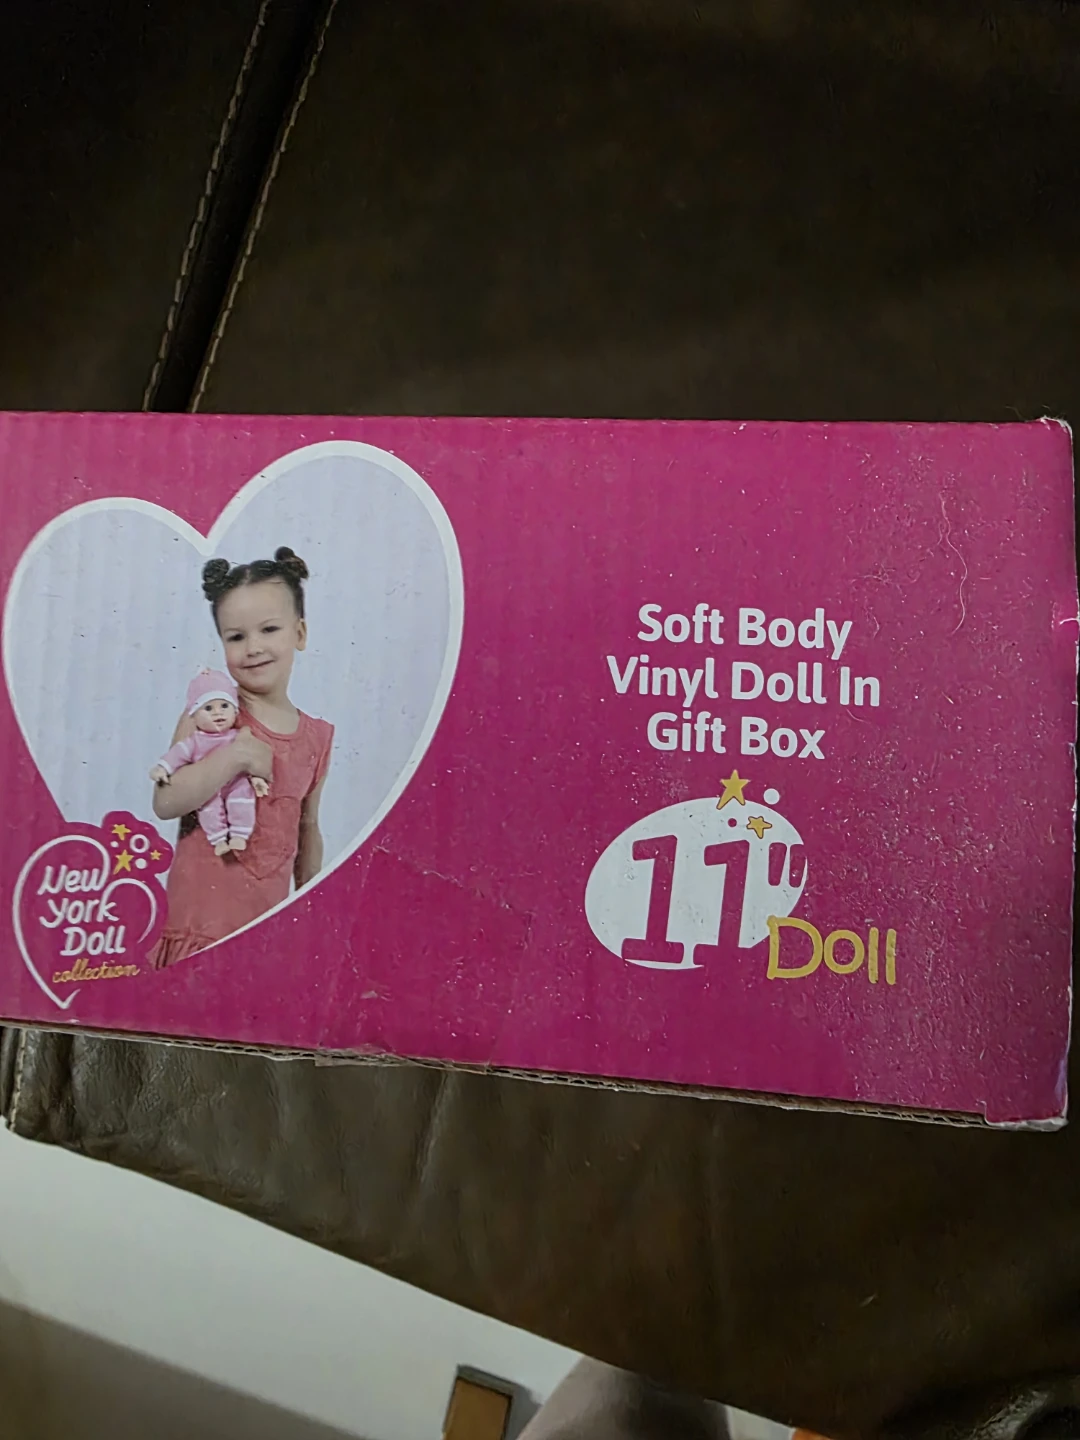 Soft Body
Vinyl Doll In
Gift Box
11"
Doll
New
York
Doll
collection